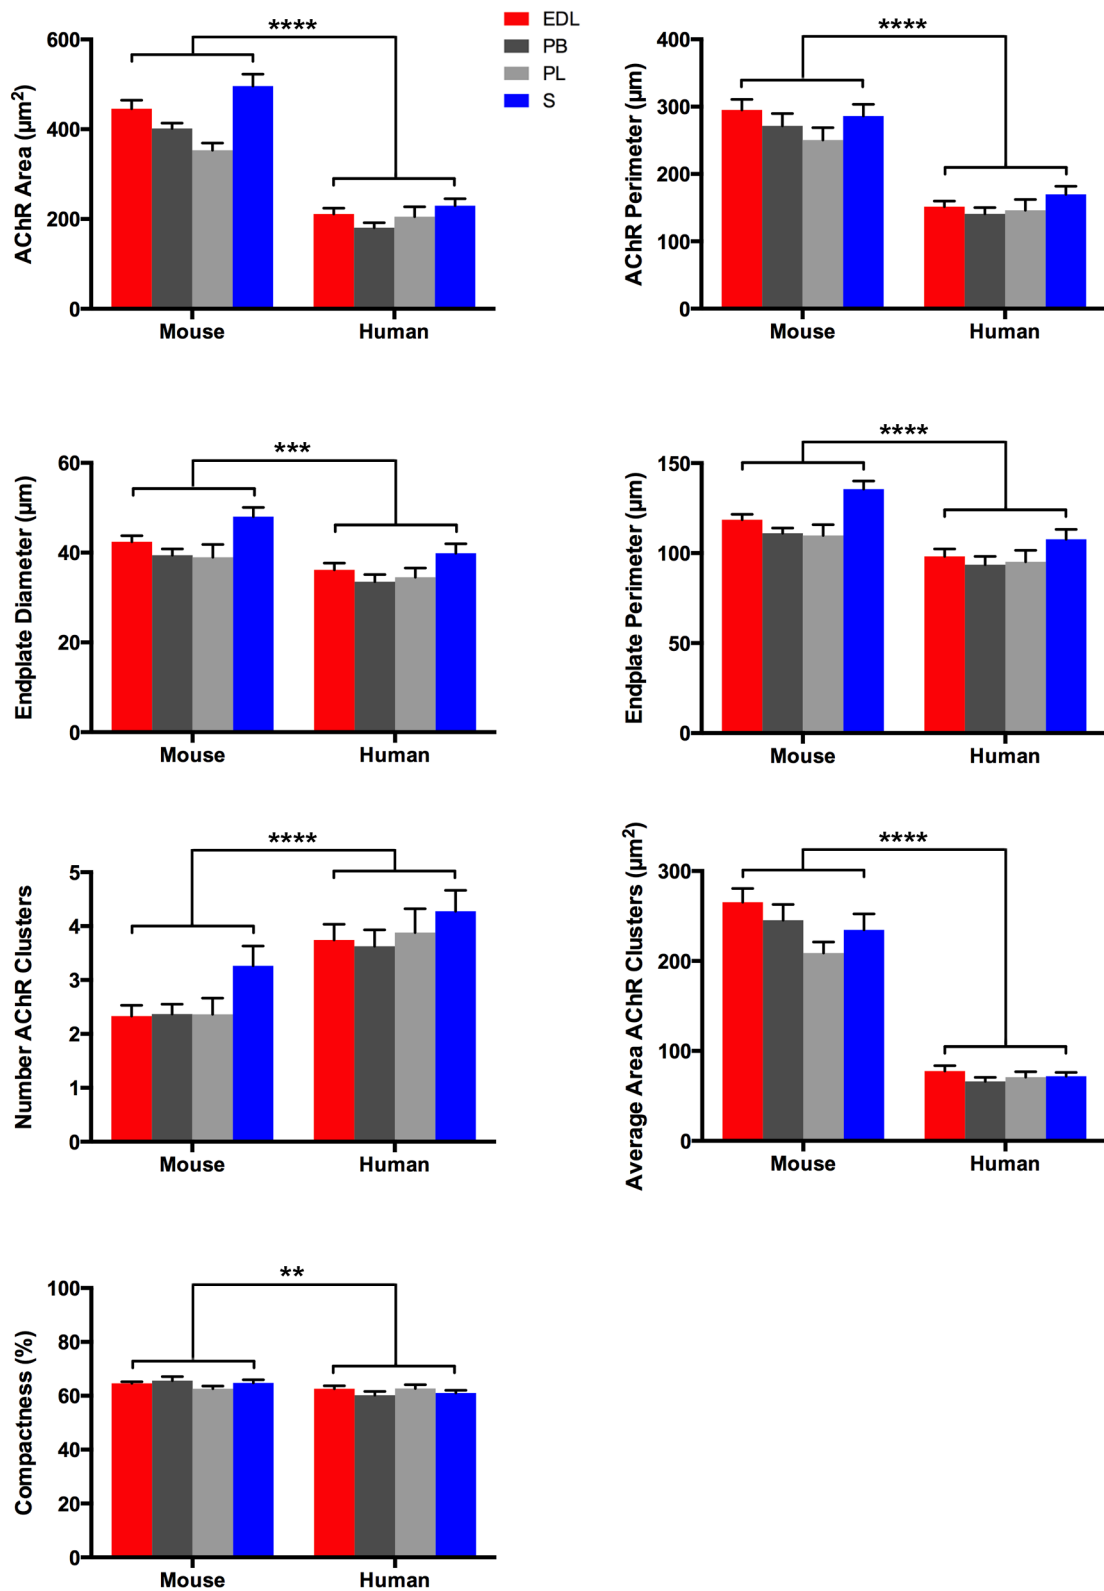 ****
600
400
200
0
AChR Area (µm²)
Mouse
Human
EDL
PB
PL
S
****
400
300
200
100
0
AChR Perimeter (µm)
Mouse
Human
***
60
40
20
0
Endplate Diameter (µm)
Mouse
Human
****
150
100
50
0
Endplate Perimeter (µm)
Mouse
Human
****
5
4
3
2
1
0
Number AChR Clusters
Mouse
Human
****
300
200
100
0
Average Area AChR Clusters (µm²)
Mouse
Human
**
100
80
60
40
20
0
Compactness (%)
Mouse
Human